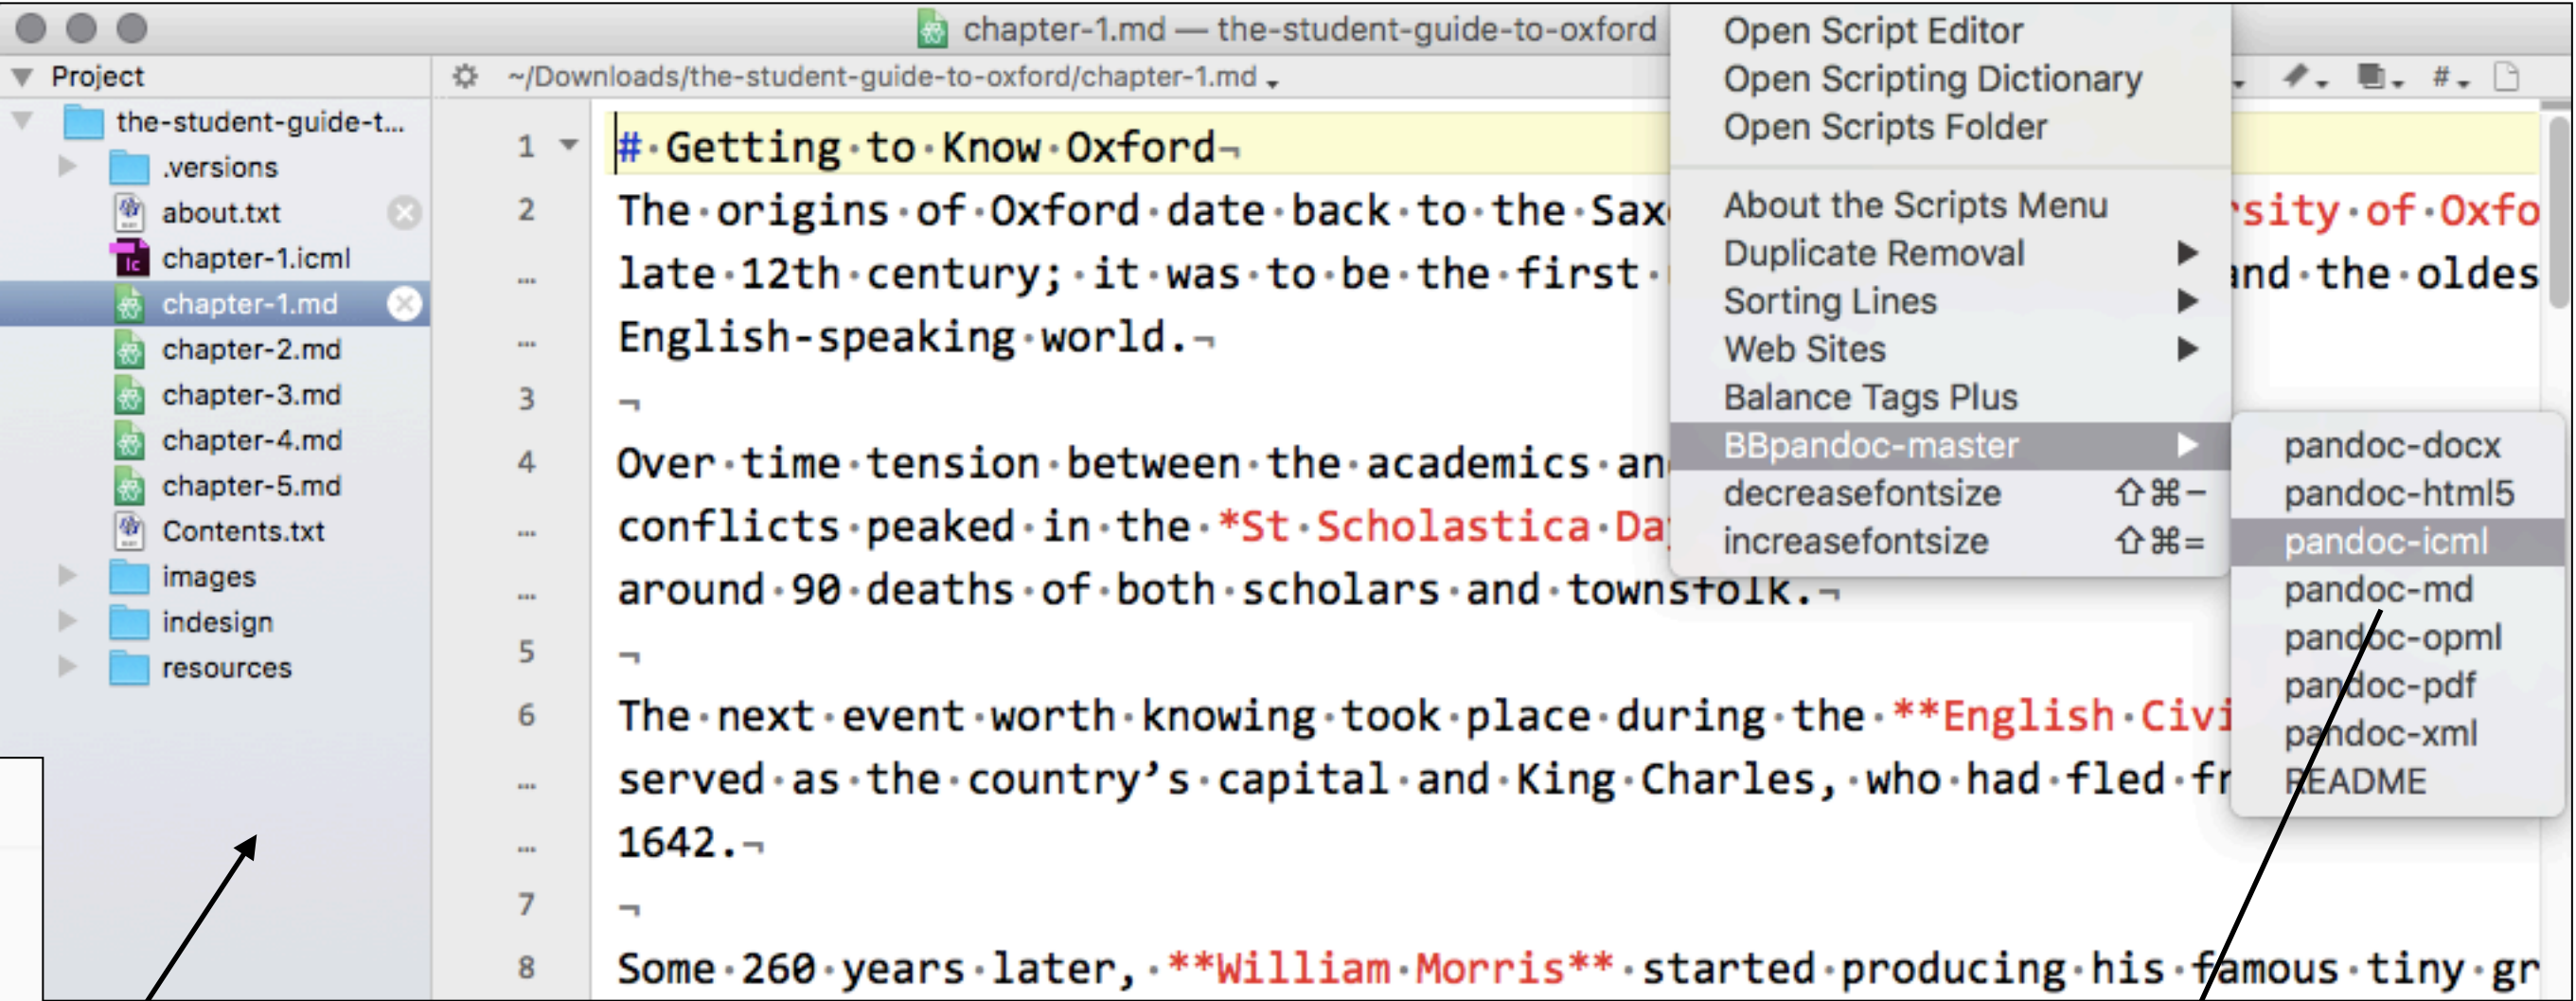 chapter-1.md — the-student-guide-to-oxford
Project
~/Downloads/the-student-guide-to-oxford/chapter-1.md
#
the-student-guide-t...
.versions
about.txt
chapter-1.icml
Ic
chapter-1.md
chapter-2.md
chapter-3.md
chapter-4.md
chapter-5.md
Contents.txt
images
indesign
resources
1 #·Getting·to·Know·Oxford¬
2 The·origins·of·Oxford·date·back·to·the· rsity·of·Oxfo
… late·12th·century;·it·was·to·be·the·first· and·the·oldes
… English-speaking·world.¬
3 ¬
4 Over·time·tension·between·the·academics·
… conflicts·peaked·in·the·*St·Scholastica·
… around·90·deaths·of·both·scholars·and·townsfolk.¬
5 ¬
6 The·next·event·worth·knowing·took·place·during·the·**English·Civi
… served·as·the·country’s·capital·and·King·Charles,·who·had·fled·fr
… 1642.¬
7 ¬
8 Some·260·years·later,·**William·Morris**·started·producing·his·famous·tiny·gr
Open Script Editor
Open Scripting Dictionary
Open Scripts Folder
About the Scripts Menu
Duplicate Removal
Sorting Lines
Web Sites
Balance Tags Plus
BBpandoc-master
decreasefontsize ⇧⌘−
increasefontsize ⇧⌘=
pandoc-docx
pandoc-html5
pandoc-icml
pandoc-md
pandoc-opml
pandoc-pdf
pandoc-xml
README